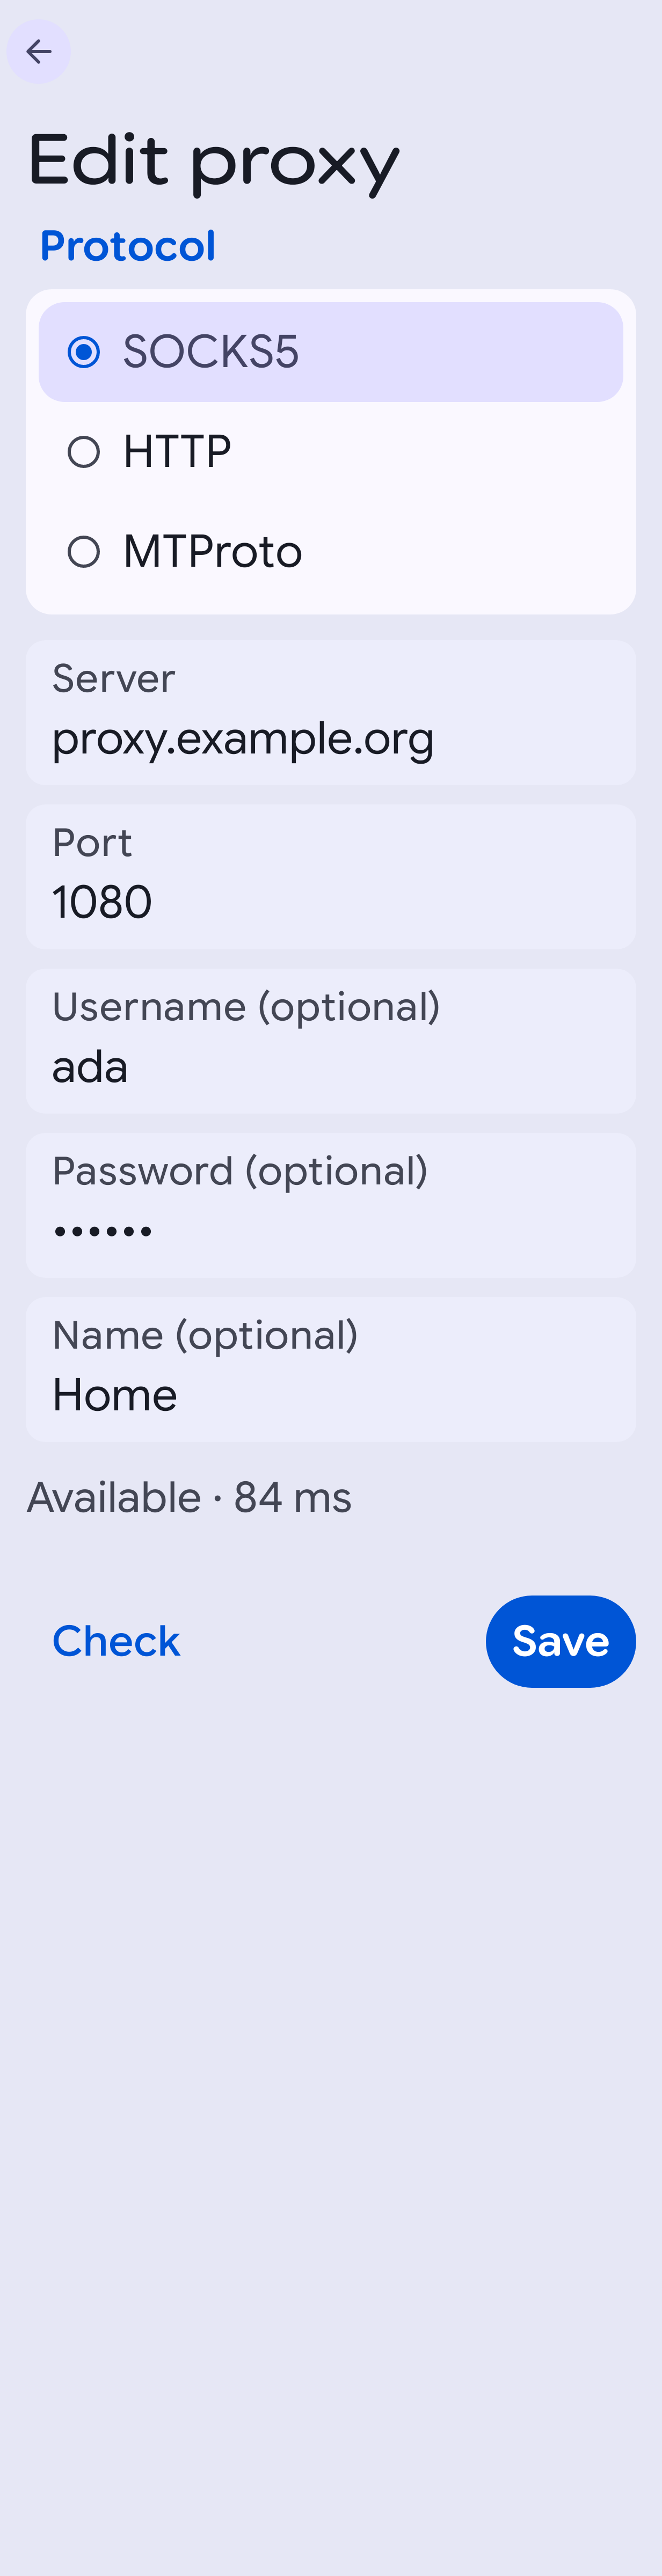 Edit proxy
Protocol
SOCKS5
HTTP
MTProto
Server
proxy.example.org
Port
1080
Username (optional)
ada
Password (optional)
••••••
Name (optional)
Home
Available · 84 ms
Check
Save